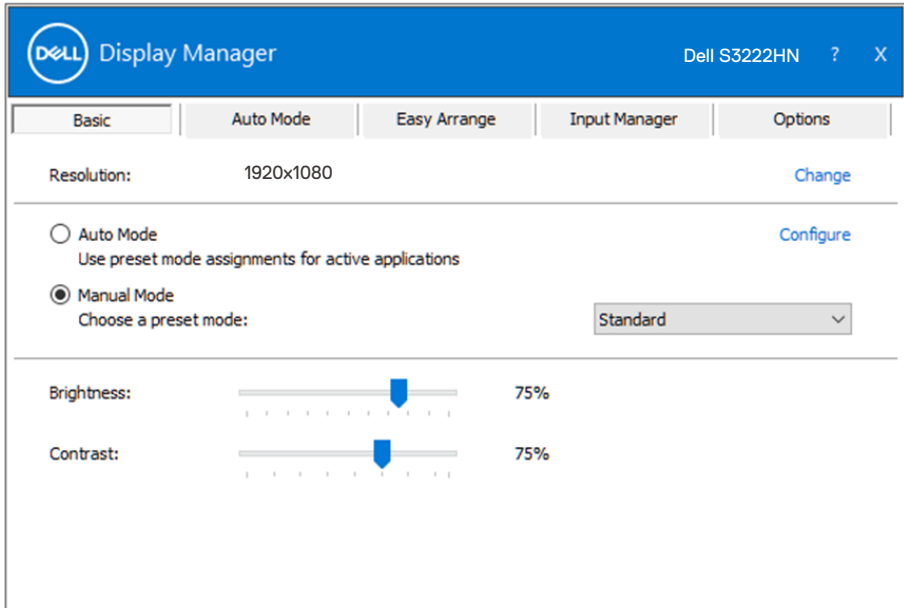 DELL Display Manager Dell S3222HN ? X
Basic Auto Mode Easy Arrange Input Manager Options
Resolution: 1920x1080 Change
Auto Mode Configure
Use preset mode assignments for active applications
Manual Mode
Choose a preset mode: Standard
Brightness: 75%
Contrast: 75%